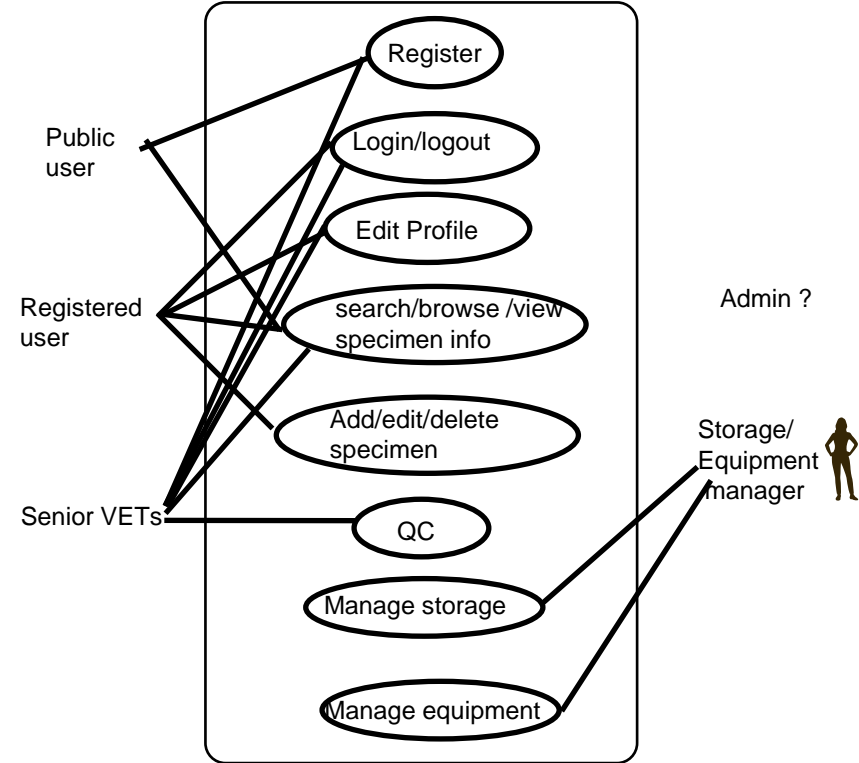 Register
Public
user
Login/logout
Edit Profile
Registered
user
search/browse /view
specimen info
Admin ?
Add/edit/delete
specimen
Storage/
Equipment
manager
Senior VETs
QC
Manage storage
Manage equipment